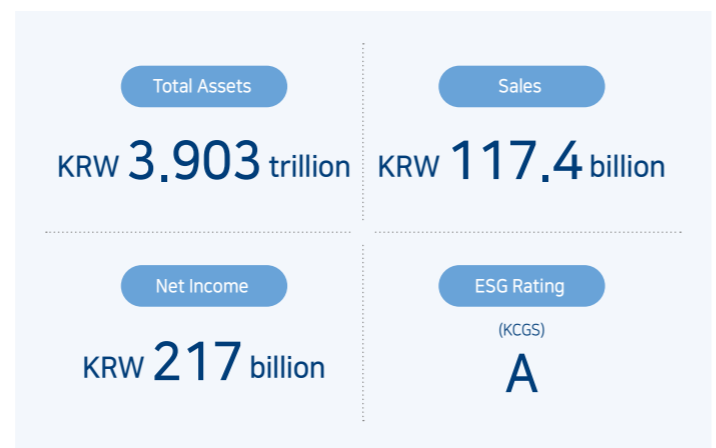 Total Assets
KRW 3.903 trillion
Sales
KRW 117.4 billion
Net Income
KRW 217 billion
ESG Rating
(KCGS)
A